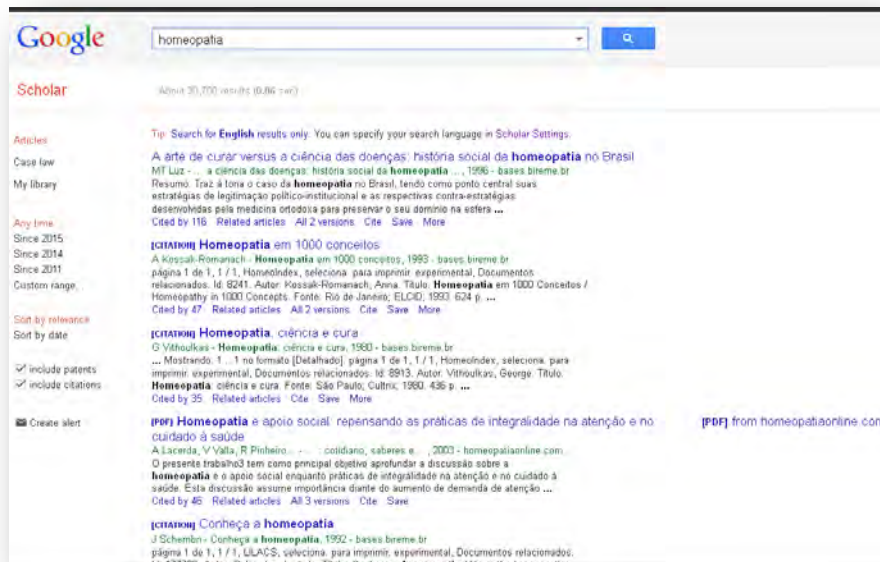 Google
homeopatia
Scholar
About 30,700 results (0.06 sec)
Articles
Case law
My library
Any time
Since 2015
Since 2014
Since 2011
Custom range...
Sort by relevance
Sort by date
include patents
include citations
Create alert
Tip: Search for English results only. You can specify your search language in Scholar Settings.
A arte de curar versus a ciência das doenças: história social da homeopatia no Brasil
MT Luz - ... a ciência das doenças: história social da homeopatia ..., 1996 - bases.bireme.br
Resumo. Traz á tona o caso da homeopatia no Brasil, tendo como ponto central suas
estratégias de legitimação político-institucional e as respectivas contra-estratégias
desenvolvidas pela medicina ortodoxa para preservar o seu domínio na esfera ...
Cited by 116 Related articles All 2 versions Cite Save More
[CITATION] Homeopatia em 1000 conceitos
A Kossak-Romanach - Homeopatia em 1000 conceitos, 1993 - bases.bireme.br
página 1 de 1, 1 / 1, HomeoIndex, seleciona. para imprimir. experimental, Documentos
relacionados. Id: 8241. Autor: Kossak-Romanach, Anna. Título: Homeopatia em 1000 Conceitos /
Homeopathy in 1000 Concepts. Fonte: Rio de Janeiro; ELCID; 1993. 624 p. ...
Cited by 47 Related articles All 2 versions Cite Save More
[CITATION] Homeopatia, ciência e cura
G Vithoulkas - Homeopatia: ciência e cura, 1980 - bases.bireme.br
... Mostrando: 1 .. 1 no formato [Detalhado]. página 1 de 1, 1 / 1, HomeoIndex, seleciona. para
imprimir. experimental, Documentos relacionados. Id: 8913. Autor: Vithoulkas, George. Título:
Homeopatia: ciência e cura. Fonte: São Paulo; Cultrix; 1980. 436 p. ...
Cited by 35 Related articles Cite Save More
[PDF] Homeopatia e apoio social: repensando as práticas de integralidade na atenção e no
cuidado à saúde
[PDF] from homeopatiaonline.com
A Lacerda, V Valla, R Pinheiro... - ... : cotidiano, saberes e..., 2003 - homeopatiaonline.com
O presente trabalho3 tem como principal objetivo aprofundar a discussão sobre a
homeopatia e o apoio social enquanto práticas de integralidade na atenção e no cuidado à
saúde. Esta discussão assume importância diante do aumento de demanda de atenção ...
Cited by 46 Related articles All 3 versions Cite Save
[CITATION] Conheça a homeopatia
J Schembri - Conheça a homeopatia, 1992 - bases.bireme.br
página 1 de 1, 1 / 1, LILACS, seleciona. para imprimir. experimental, Documentos relacionados.